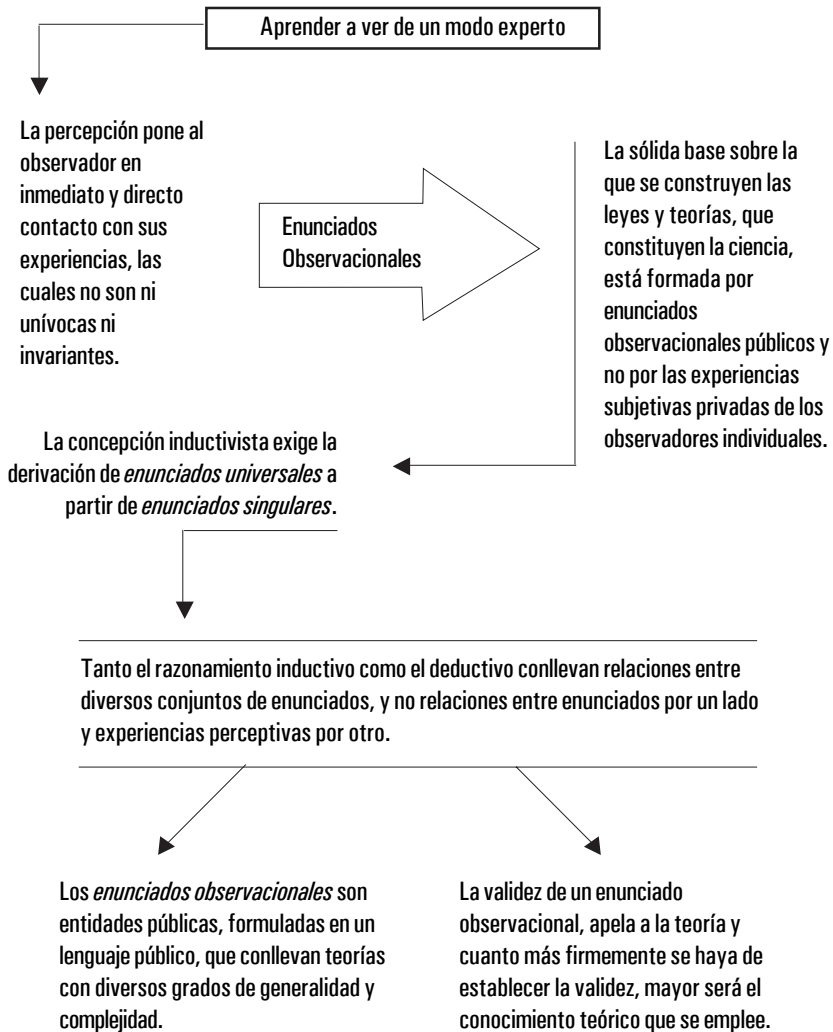 Aprender a ver de un modo experto
La percepción pone al
observador en
inmediato y directo
contacto con sus
experiencias, las
cuales no son ni
unívocas ni
invariantes.
Enunciados
Observacionales
La sólida base sobre la
que se construyen las
leyes y teorías, que
constituyen la ciencia,
está formada por
enunciados
observacionales públicos y
no por las experiencias
subjetivas privadas de los
observadores individuales.
La concepción inductivista exige la
derivación de enunciados universales a
partir de enunciados singulares.
Tanto el razonamiento inductivo como el deductivo conllevan relaciones entre
diversos conjuntos de enunciados, y no relaciones entre enunciados por un lado
y experiencias perceptivas por otro.
Los enunciados observacionales son
entidades públicas, formuladas en un
lenguaje público, que conllevan teorías
con diversos grados de generalidad y
complejidad.
La validez de un enunciado
observacional, apela a la teoría y
cuanto más firmemente se haya de
establecer la validez, mayor será el
conocimiento teórico que se emplee.